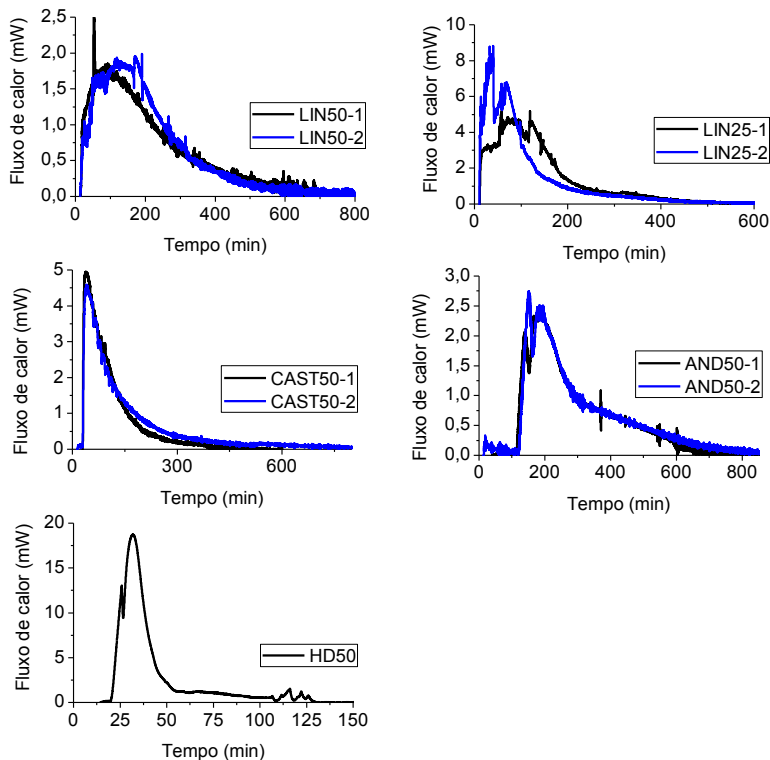 Fluxo de calor (mW)
2,5
2,0
1,5
1,0
0,5
0,0
LIN50-1
LIN50-2
0 200 400 600 800
Tempo (min)
Fluxo de calor (mW)
10
8
6
4
2
0
LIN25-1
LIN25-2
0 200 400 600
Tempo (min)
Fluxo de calor (mW)
5
4
3
2
1
0
CAST50-1
CAST50-2
0 300 600
Tempo (min)
Fluxo de calor (mW)
3,0
2,5
2,0
1,5
1,0
0,5
0,0
AND50-1
AND50-2
0 200 400 600 800
Tempo (min)
Fluxo de calor (mW)
20
15
10
5
0
HD50
0 25 50 75 100 125 150
Tempo (min)